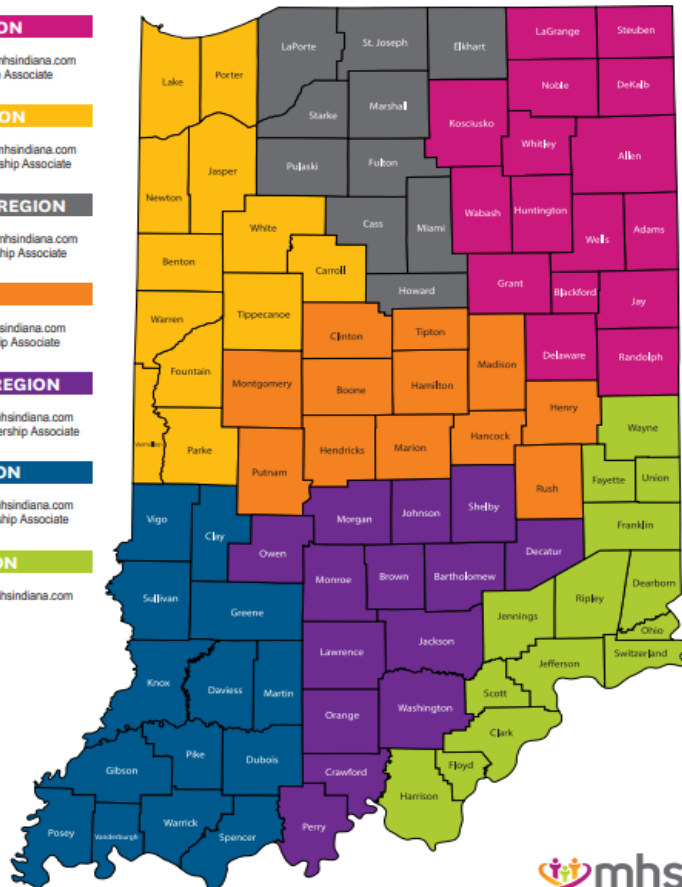 ON
mhsindiana.com
Associate
ON
mhsindiana.com
ship Associate
REGION
mhsindiana.com
hip Associate
sindiana.com
ip Associate
REGION
hsindiana.com
ership Associate
ON
hsindiana.com
ship Associate
ON
hsindiana.com
LaPorte
St. Joseph
Elkhart
LaGrange
Steuben
Lake
Porter
Noble
DeKalb
Starke
Marshall
Kosciusko
Whitley
Allen
Jasper
Pulaski
Fulton
Newton
White
Cass
Miami
Wabash
Huntington
Wells
Adams
Benton
Carroll
Howard
Grant
Blackford
Jay
Warren
Tippecanoe
Clinton
Tipton
Madison
Delaware
Randolph
Fountain
Montgomery
Boone
Hamilton
Henry
Vermillion
Parke
Putnam
Hendricks
Marion
Hancock
Wayne
Rush
Fayette
Union
Vigo
Clay
Owen
Morgan
Johnson
Shelby
Decatur
Franklin
Sullivan
Greene
Monroe
Brown
Bartholomew
Jennings
Ripley
Dearborn
Ohio
Lawrence
Jackson
Jefferson
Switzerland
Knox
Daviess
Martin
Orange
Washington
Scott
Clark
Gibson
Pike
Dubois
Crawford
Floyd
Harrison
Posey
Vanderburgh
Warrick
Spencer
Perry
mhs